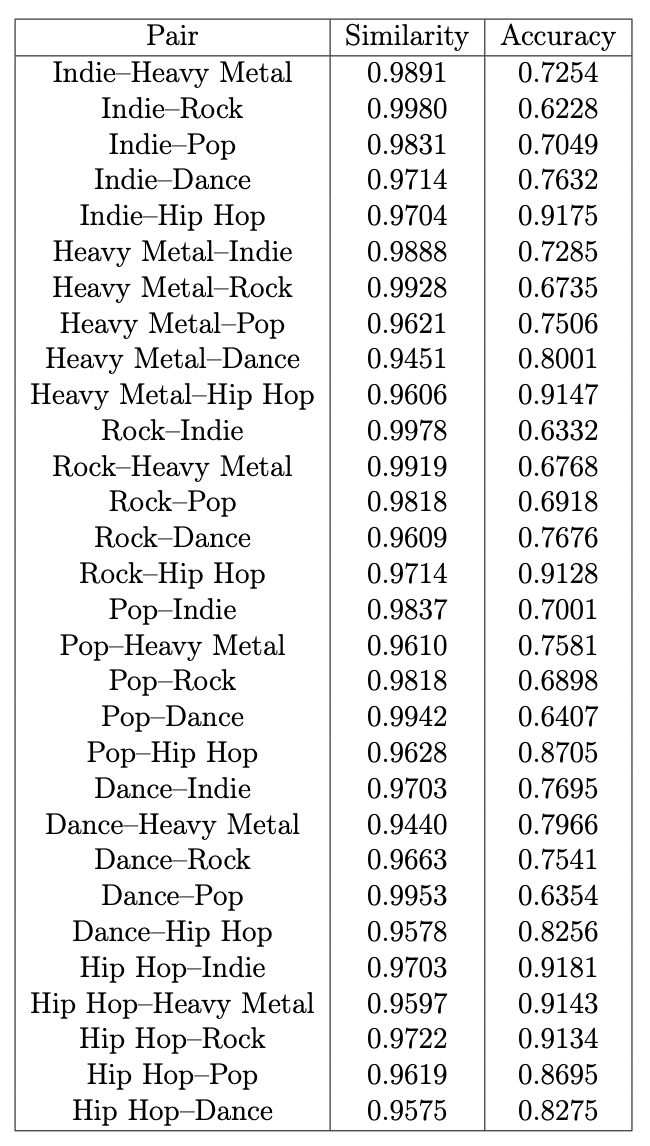 Pair Similarity Accuracy
Indie–Heavy Metal 0.9891 0.7254
Indie–Rock 0.9980 0.6228
Indie–Pop 0.9831 0.7049
Indie–Dance 0.9714 0.7632
Indie–Hip Hop 0.9704 0.9175
Heavy Metal–Indie 0.9888 0.7285
Heavy Metal–Rock 0.9928 0.6735
Heavy Metal–Pop 0.9621 0.7506
Heavy Metal–Dance 0.9451 0.8001
Heavy Metal–Hip Hop 0.9606 0.9147
Rock–Indie 0.9978 0.6332
Rock–Heavy Metal 0.9919 0.6768
Rock–Pop 0.9818 0.6918
Rock–Dance 0.9609 0.7676
Rock–Hip Hop 0.9714 0.9128
Pop–Indie 0.9837 0.7001
Pop–Heavy Metal 0.9610 0.7581
Pop–Rock 0.9818 0.6898
Pop–Dance 0.9942 0.6407
Pop–Hip Hop 0.9628 0.8705
Dance–Indie 0.9703 0.7695
Dance–Heavy Metal 0.9440 0.7966
Dance–Rock 0.9663 0.7541
Dance–Pop 0.9953 0.6354
Dance–Hip Hop 0.9578 0.8256
Hip Hop–Indie 0.9703 0.9181
Hip Hop–Heavy Metal 0.9597 0.9143
Hip Hop–Rock 0.9722 0.9134
Hip Hop–Pop 0.9619 0.8695
Hip Hop–Dance 0.9575 0.8275